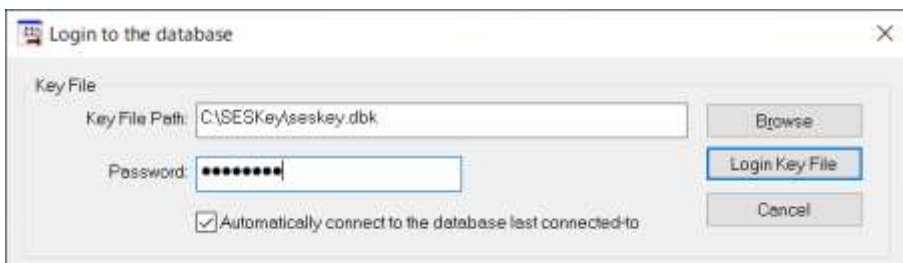 Login to the database
Key File
Key File Path: C:\SESKey\seskey.dbk
Browse
Password: ●●●●●●●●●
Login Key File
Automatically connect to the database last connected-to
Cancel